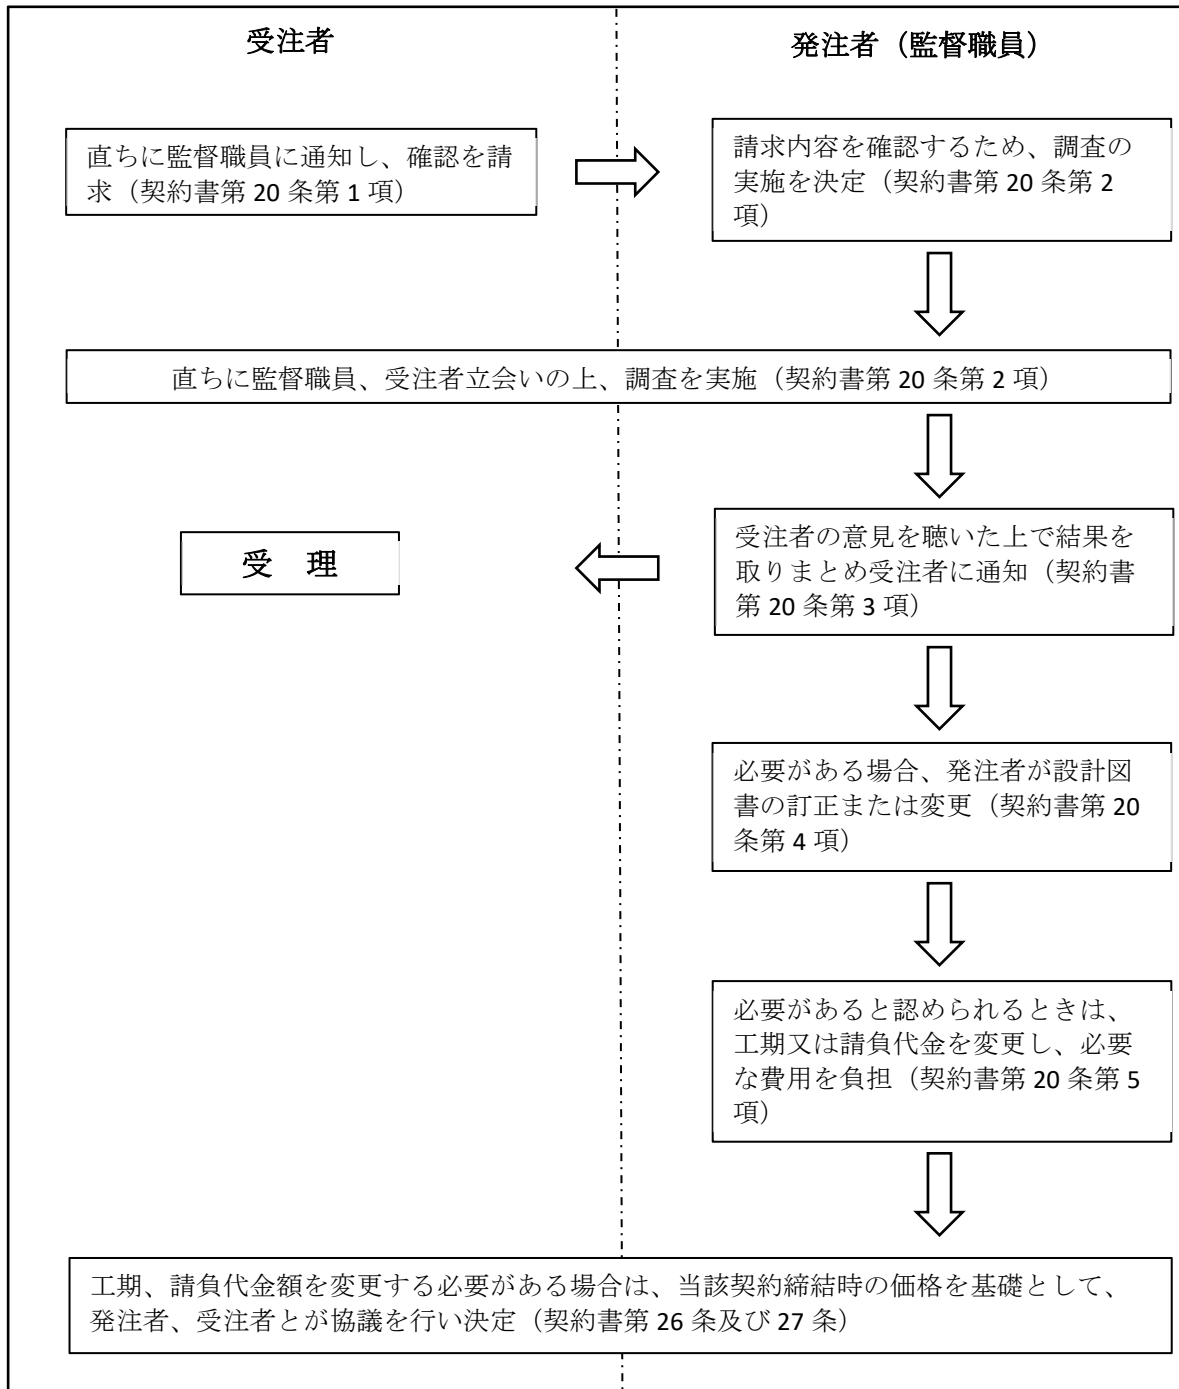 受注者
発注者（監督職員）
直ちに監督職員に通知し、確認を請
求（契約書第 20 条第 1 項）
請求内容を確認するため、調査の
実施を決定（契約書第 20 条第 2
項）
直ちに監督職員、受注者立会いの上、調査を実施（契約書第 20 条第 2 項）
受注者の意見を聴いた上で結果を
取りまとめ受注者に通知（契約書
第 20 条第 3 項）
受　理
必要がある場合、発注者が設計図
書の訂正または変更（契約書第 20
条第 4 項）
必要があると認められるときは、
工期又は請負代金を変更し、必要
な費用を負担（契約書第 20 条第 5
項）
工期、請負代金額を変更する必要がある場合は、当該契約締結時の価格を基礎として、
発注者、受注者とが協議を行い決定（契約書第 26 条及び 27 条）